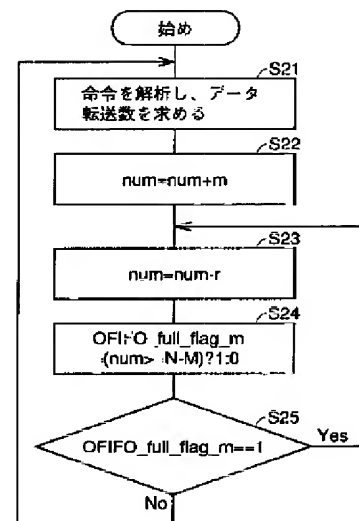 始め
S21
命令を解析し、データ
転送数を求める
S22
num=num+m
S23
num=num-r
S24
OFIFO_full_flag_m
(num> N-M)?1:0
S25
OFIFO_full_flag_m==1
Yes
No